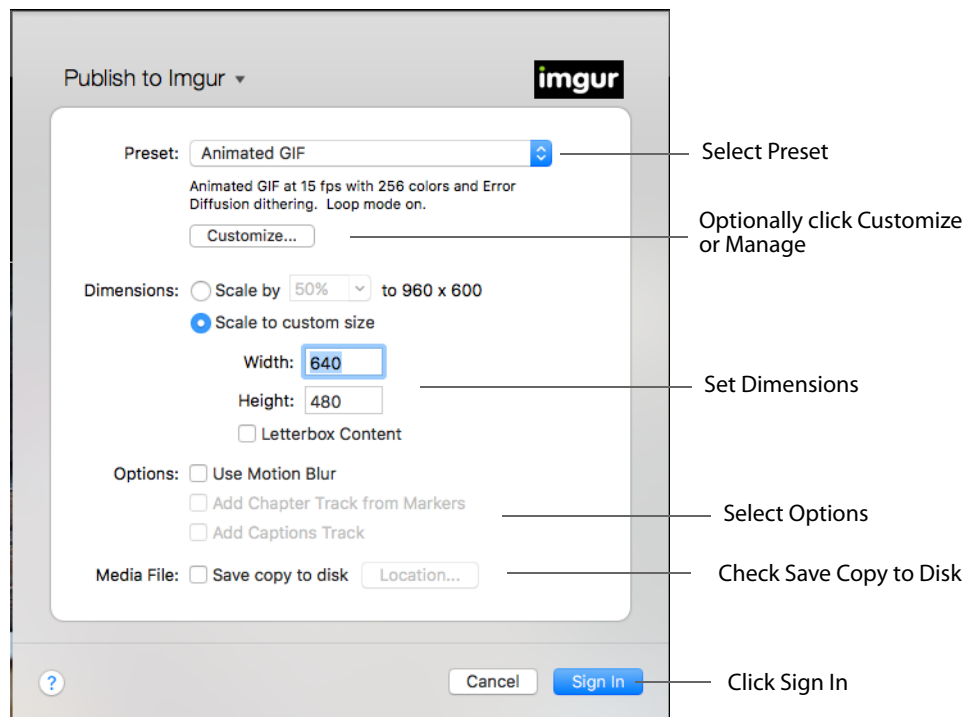 Publish to Imgur
imgur
Preset: Animated GIF
Select Preset
Animated GIF at 15 fps with 256 colors and Error
Diffusion dithering. Loop mode on.
Customize...
Optionally click Customize
or Manage
Dimensions: Scale by 50% to 960 x 600
Scale to custom size
Width: 640
Set Dimensions
Height: 480
Letterbox Content
Options: Use Motion Blur
Add Chapter Track from Markers
Select Options
Add Captions Track
Media File: Save copy to disk Location...
Check Save Copy to Disk
? Cancel Sign In
Click Sign In